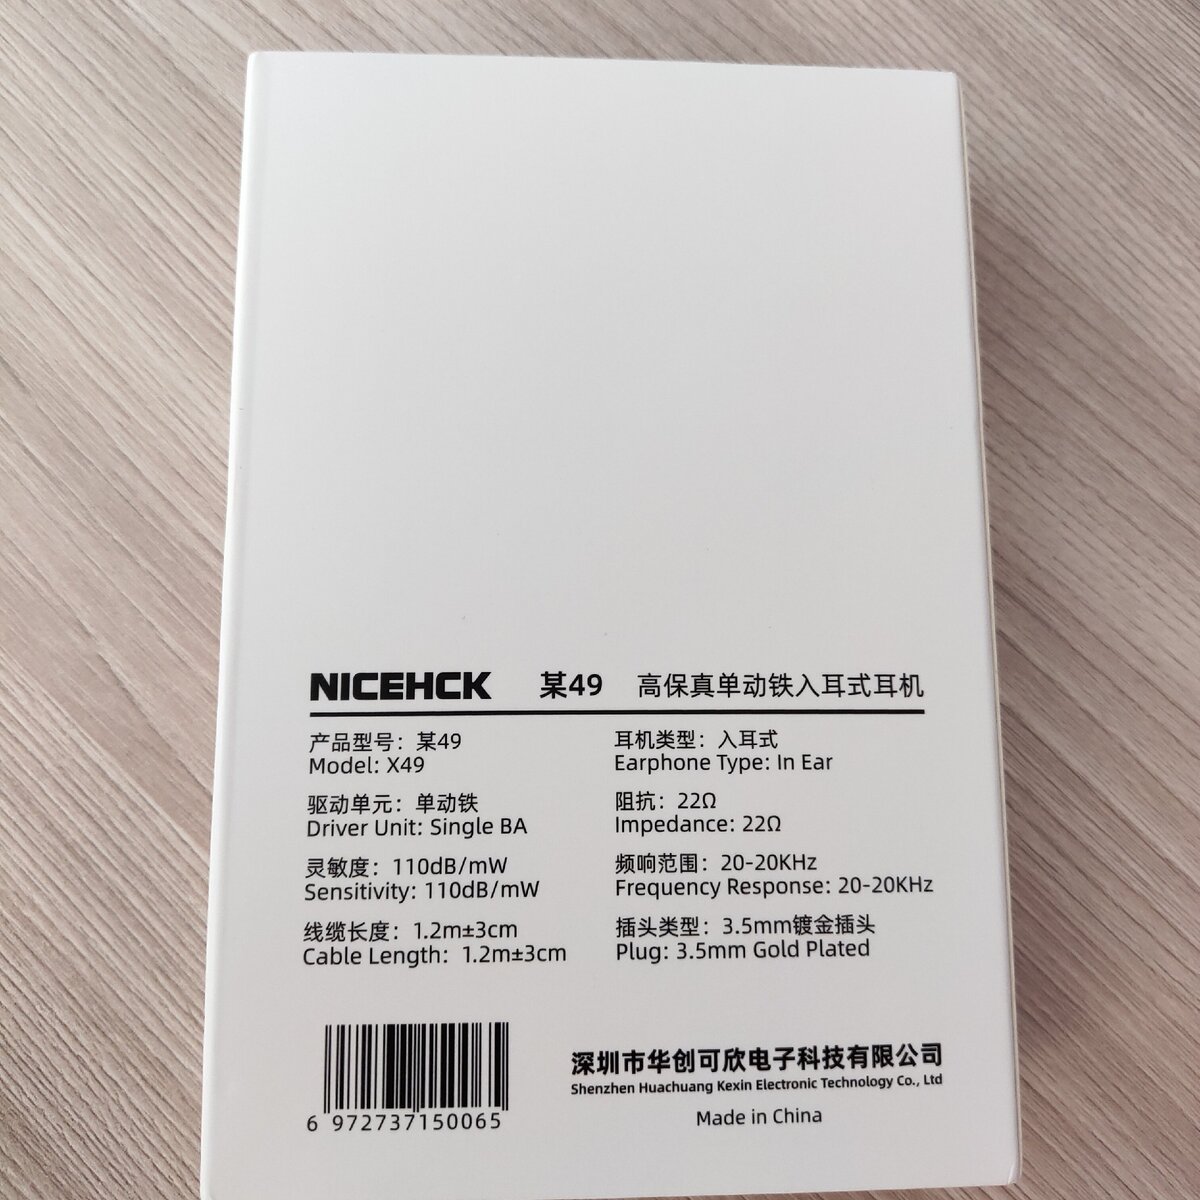 NICEHCK 某49 高保真单动铁入耳式耳机
产品型号：某49
Model: X49
驱动单元：单动铁
Driver Unit: Single BA
灵敏度：110dB/mW
Sensitivity: 110dB/mW
线缆长度：1.2m±3cm
Cable Length: 1.2m±3cm
耳机类型：入耳式
Earphone Type: In Ear
阻抗：22Ω
Impedance: 22Ω
频响范围：20-20KHz
Frequency Response: 20-20KHz
插头类型：3.5mm镀金插头
Plug: 3.5mm Gold Plated
6 972737150065
深圳市华创可欣电子科技有限公司
Shenzhen Huachuang Kexin Electronic Technology Co., Ltd
Made in China